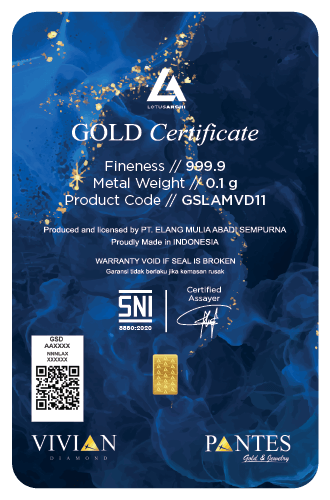 LOTUS ARCHI
GOLD Certificate
Fineness // 999.9
Metal Weight // 0.1 g
Product Code // GSLAMVD11
Produced and licensed by PT. ELANG MULIA ABADI SEMPURNA
Proudly Made in INDONESIA
WARRANTY VOID IF SEAL IS BROKEN
Garansi tidak berlaku jika kemasan rusak
SNI
8880:2020
Certified
Assayer
GSD
AAXXXX
NNNLAX
XXXXXX
VIVIAN
DIAMOND
PANTES
Gold & Jewelry